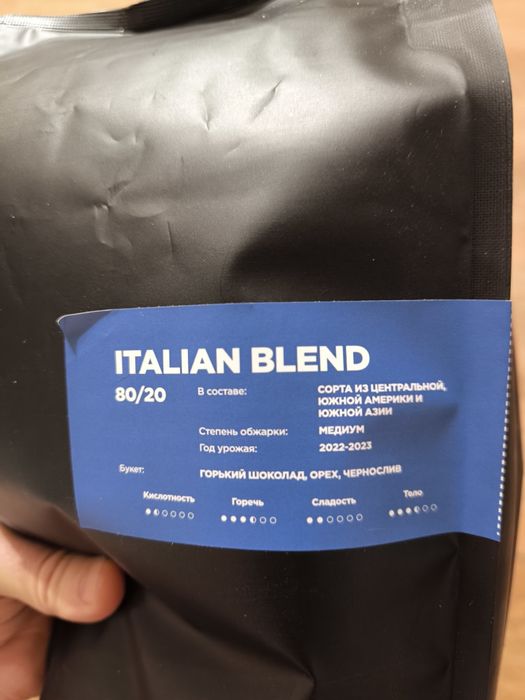 ITALIAN BLEND
80/20
В составе:
СОРТА ИЗ ЦЕНТРАЛЬНОЙ,
ЮЖНОЙ АМЕРИКИ И
ЮЖНОЙ АЗИИ
Степень обжарки: МЕДИУМ
Год урожая: 2022-2023
Букет: ГОРЬКИЙ ШОКОЛАД, ОРЕХ, ЧЕРНОСЛИВ
Кислотность Горечь Сладость Тело